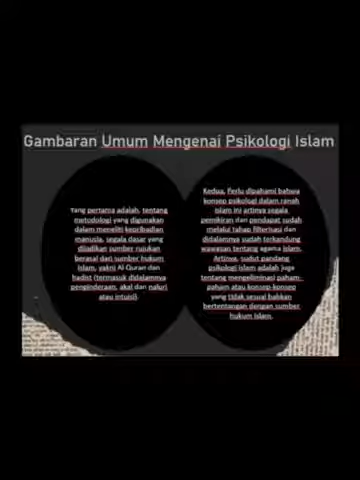 Gambaran Umum Mengenai Psikologi Islam
Yang pertama adalah, tentang
metodologi yang digunakan
dalam meneliti kepribadian
manusia, segala dasar yang
dijadikan sumber rujukan
berasal dari sumber hukum
Islam, yakni Al Quran dan
hadist (termasuk didalamnya
penginderaan, akal dan naluri
atau intuisi).
Kedua, Perlu dipahami bahwa
konsep psikologi dalam ranah
Islam ini artinya segala
pemikiran dan pendapat sudah
melalui tahap filterisasi dan
didalamnya sudah terkandung
wawasan tentang agama Islam.
Artinya, sudut pandang
psikologi Islam adalah juga
tentang mengeliminasi paham-
paham atau konsep-konsep
yang tidak sesuai bahkan
bertentangan dengan sumber
hukum Islam.